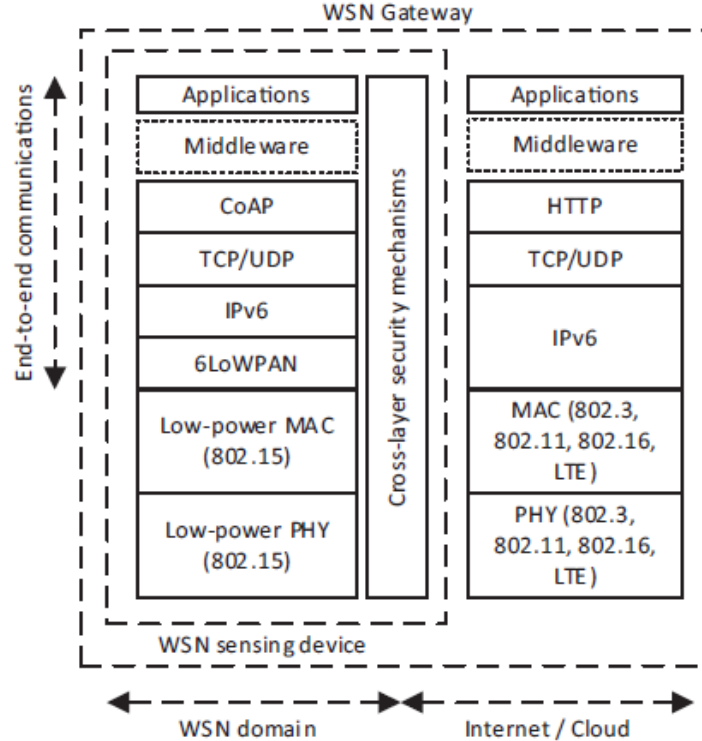 WSN Gateway
End-to-end communications
Applications
Middleware
CoAP
TCP/UDP
IPv6
6LoWPAN
Low-power MAC
(802.15)
Low-power PHY
(802.15)
Cross-layer security mechanisms
Applications
Middleware
HTTP
TCP/UDP
IPv6
MAC (802.3,
802.11, 802.16,
LTE)
PHY (802.3,
802.11, 802.16,
LTE)
WSN sensing device
WSN domain
Internet / Cloud